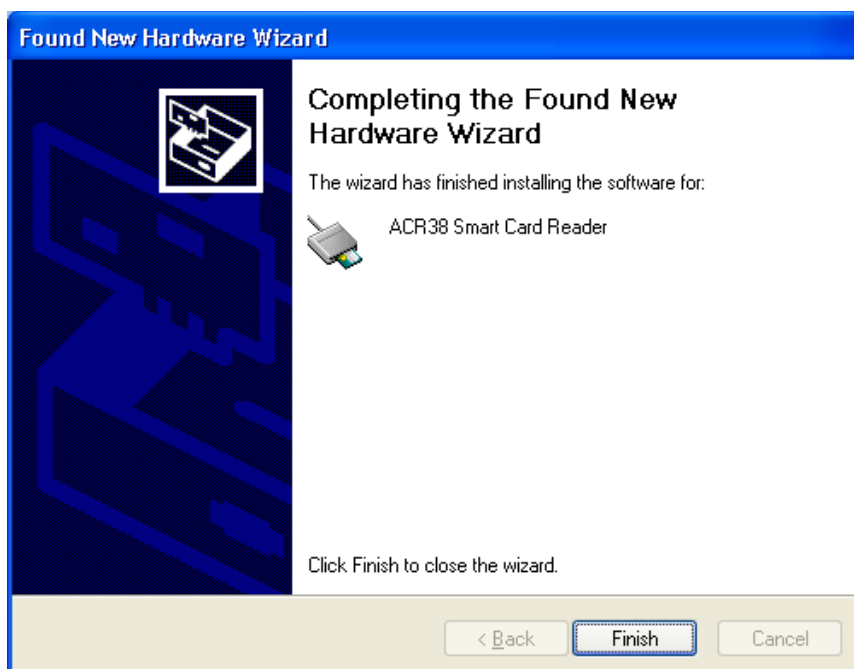 Found New Hardware Wizard
Completing the Found New
Hardware Wizard
The wizard has finished installing the software for:
ACR38 Smart Card Reader
Click Finish to close the wizard.
< Back Finish Cancel